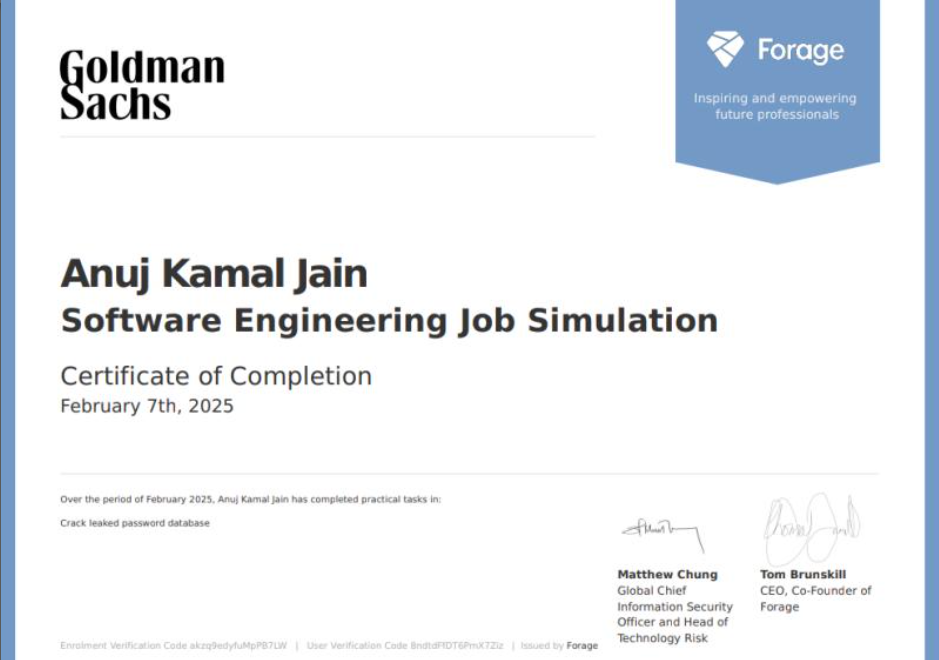 Goldman
Sachs
Forage
Inspiring and empowering
future professionals
Anuj Kamal Jain
Software Engineering Job Simulation
Certificate of Completion
February 7th, 2025
Over the period of February 2025, Anuj Kamal Jain has completed practical tasks in:
Crack leaked password database
Matthew Chung
Global Chief
Information Security
Officer and Head of
Technology Risk
Tom Brunskill
CEO, Co-Founder of
Forage
Enrolment Verification Code akzq9edyfuMpPB7LW | User Verification Code | Issued by Forage